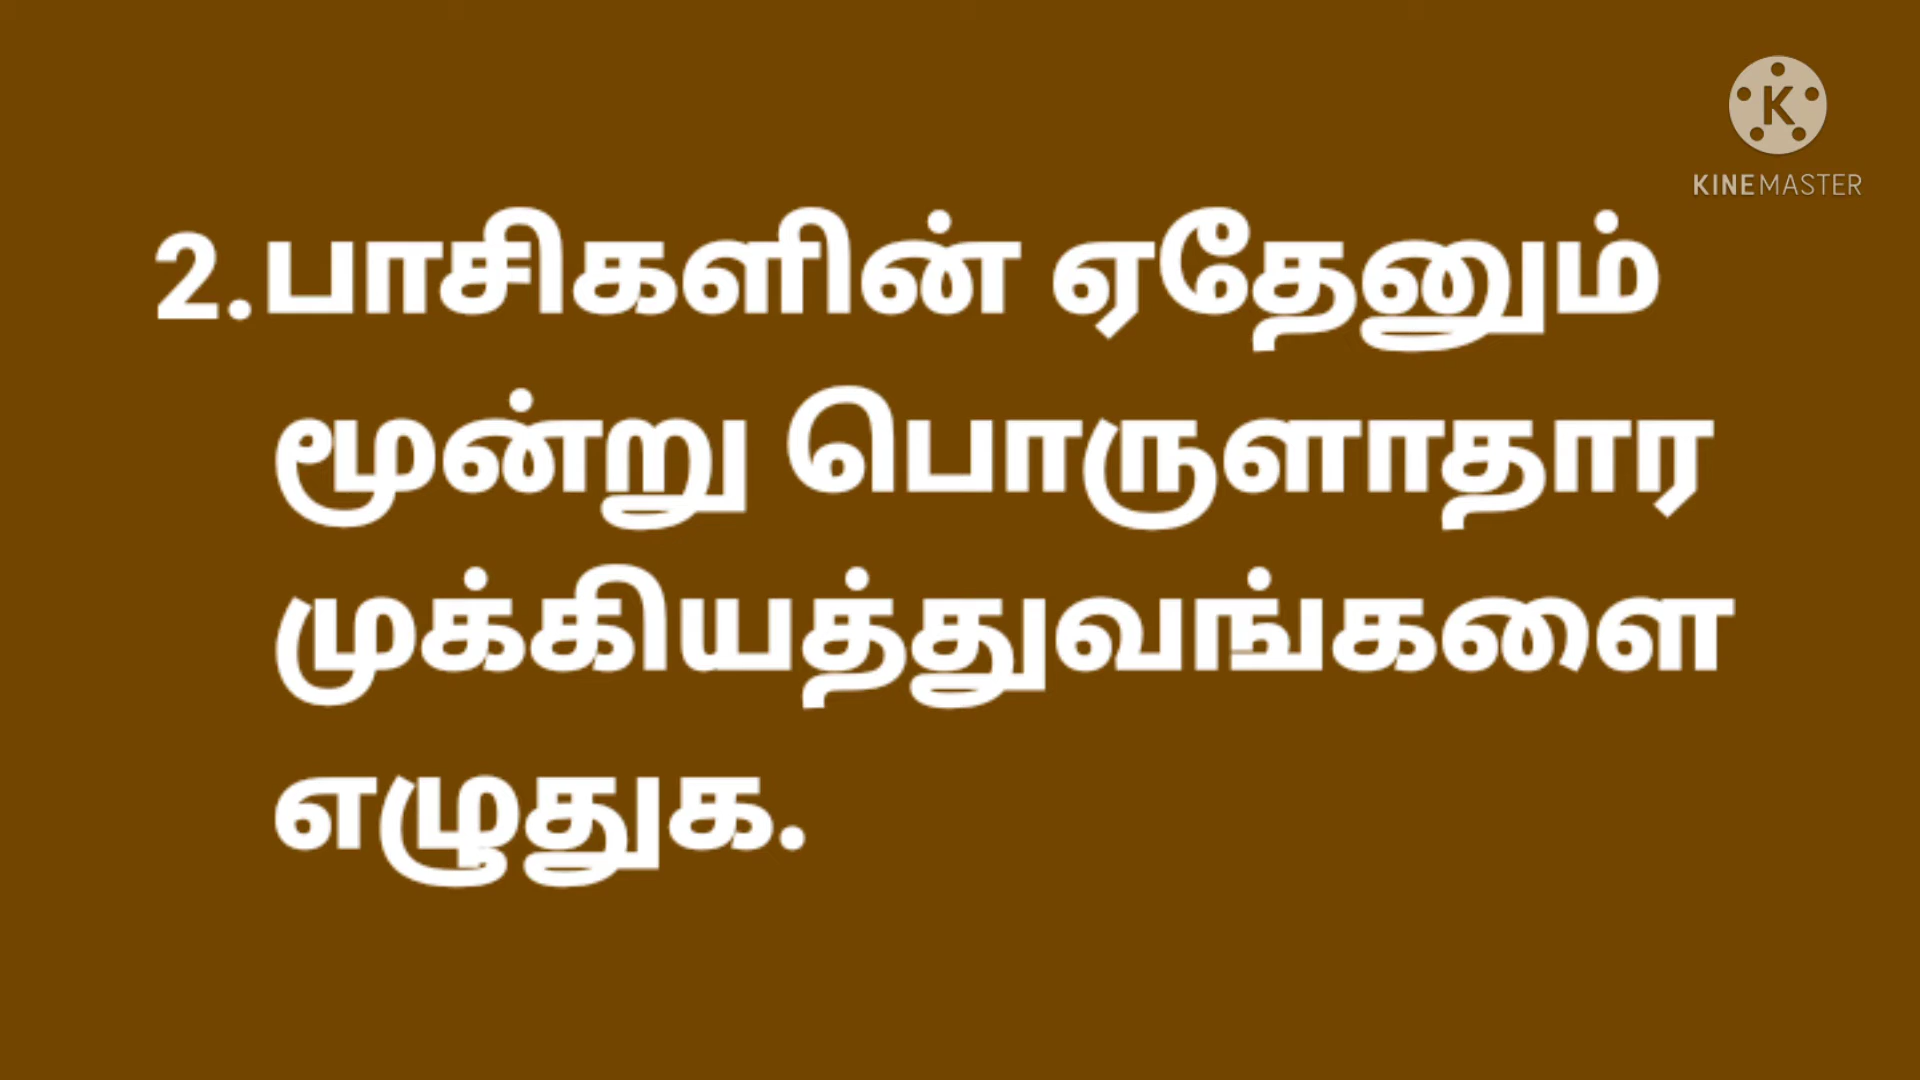 K
KINEMASTER
2.பாசிகளின் ஏதேனும்
மூன்று பொருளாதார
முக்கியத்துவங்களை
எழுதுக.